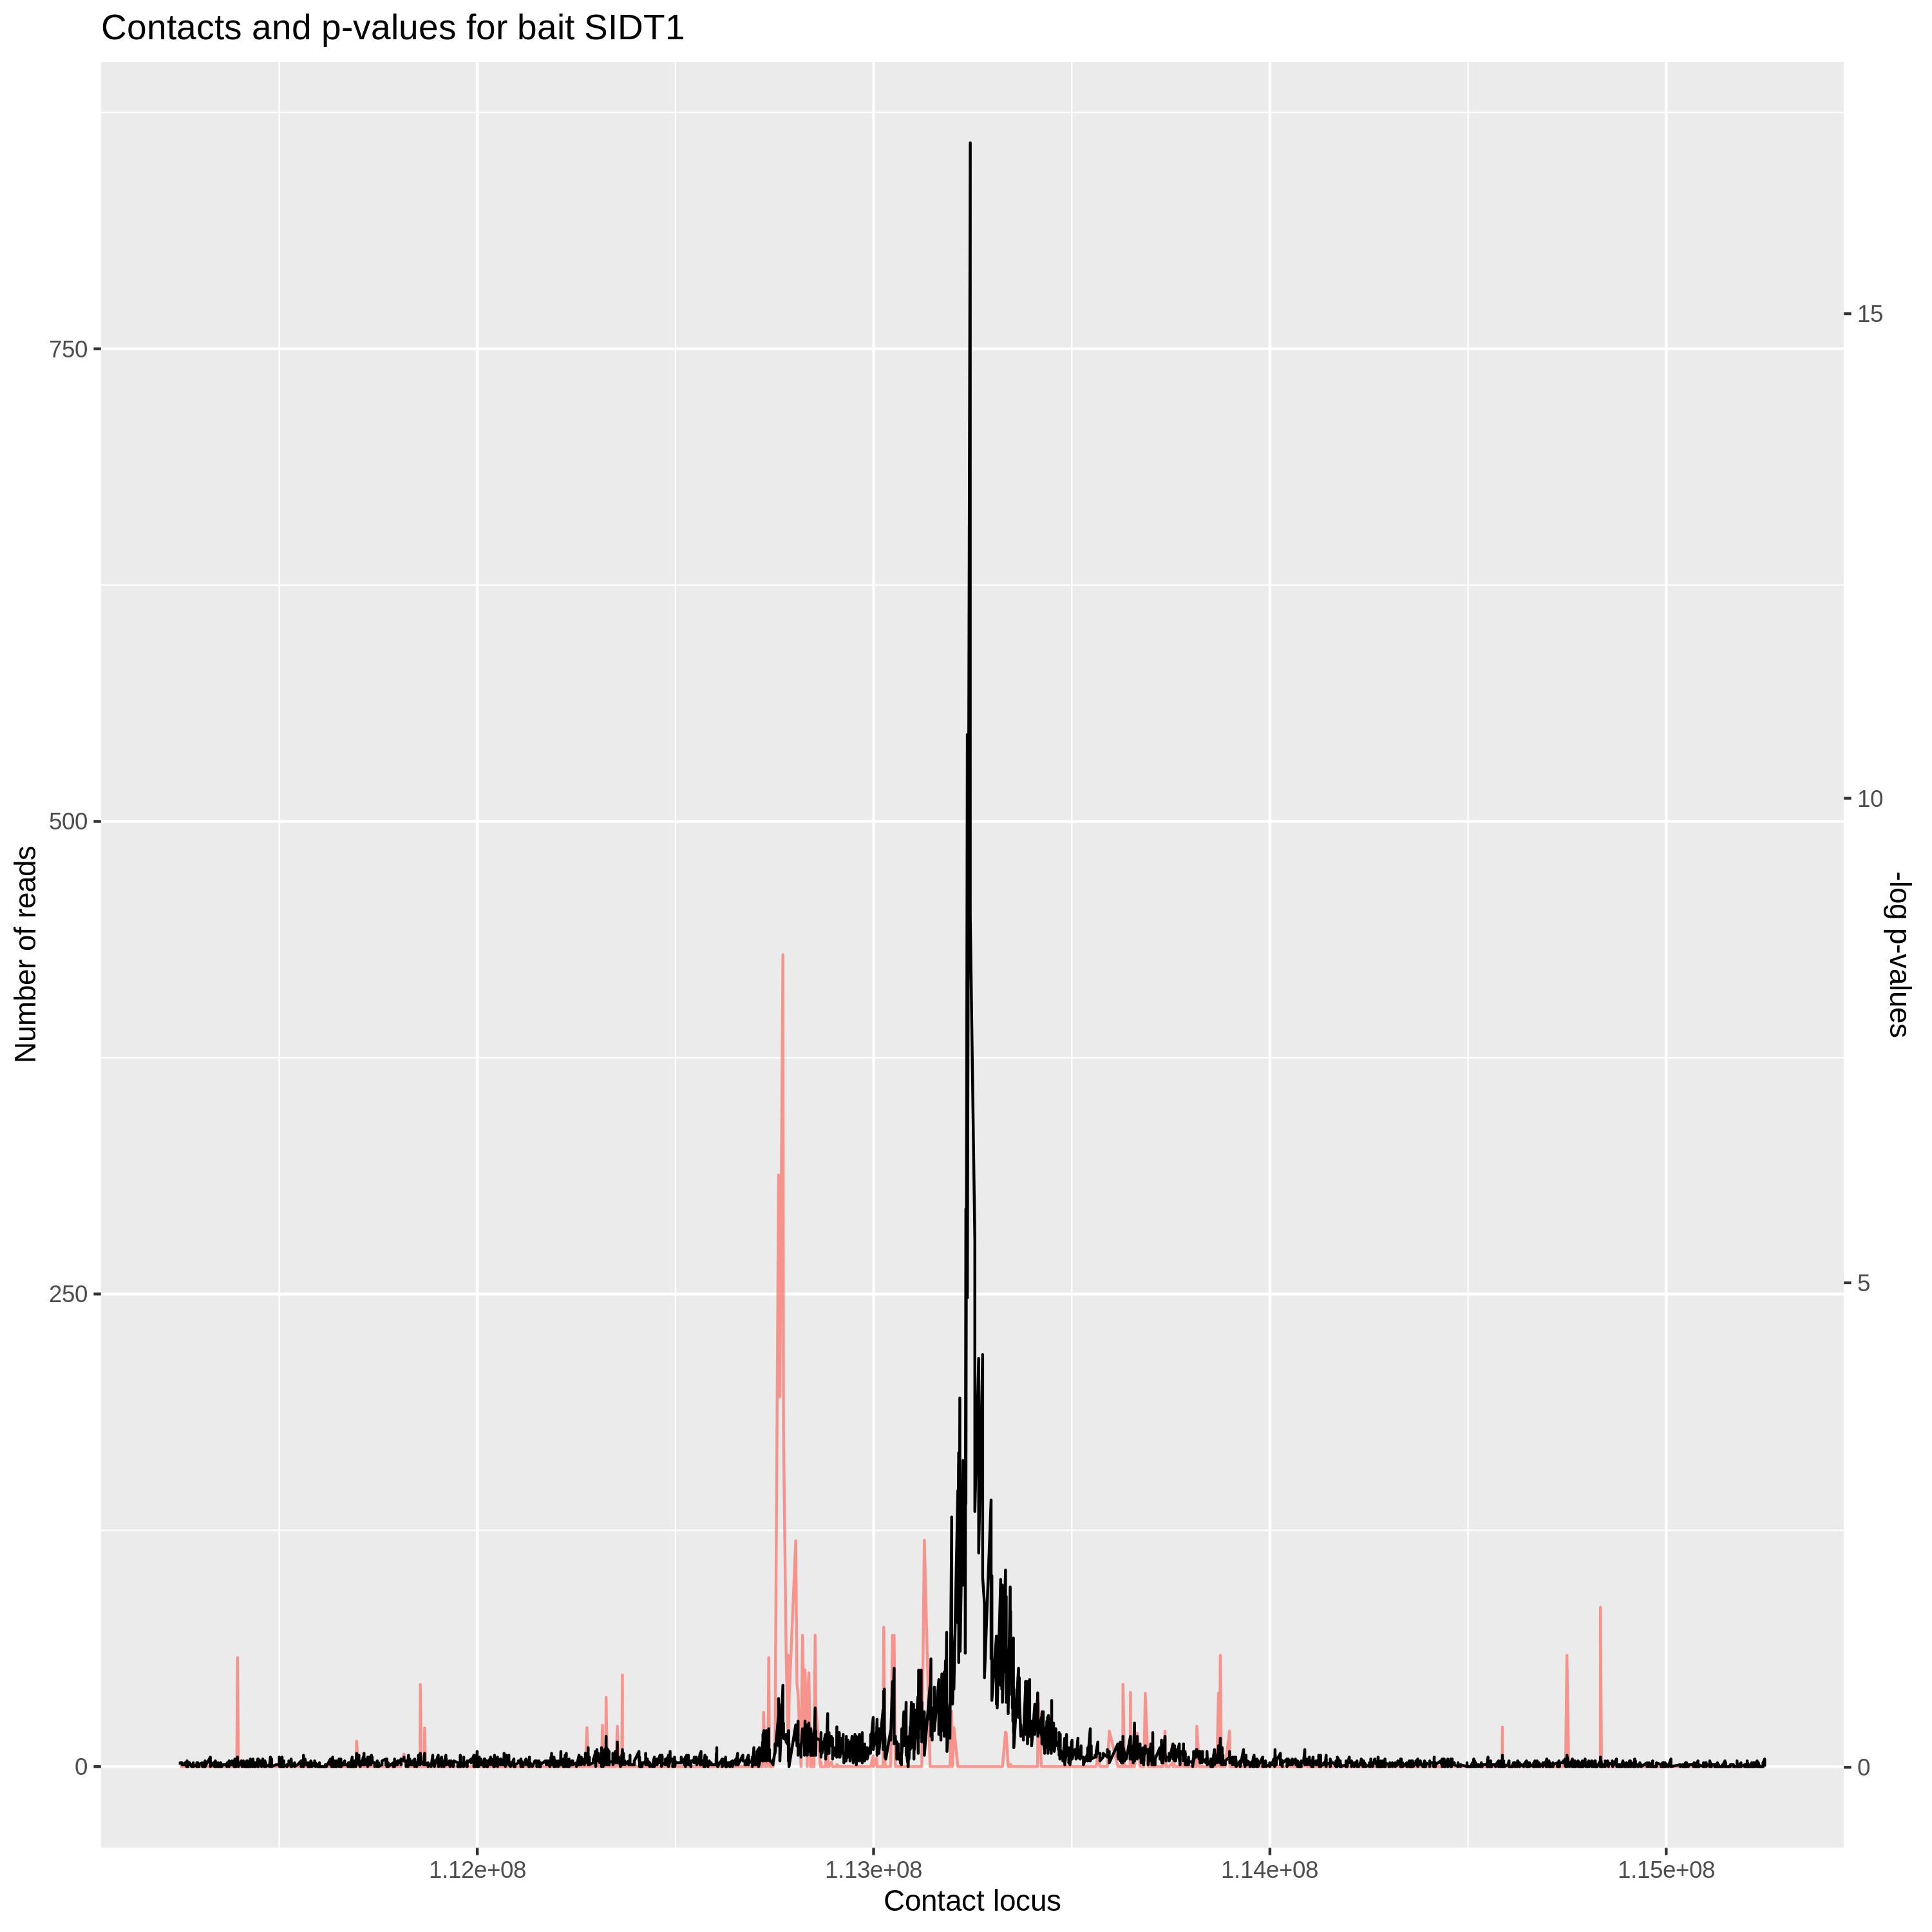 Contacts and p-values for bait SIDT1
750
500
250
0
Number of reads
15
10
5
0
-log p-values
1.12e+08
1.13e+08
1.14e+08
1.15e+08
Contact locus